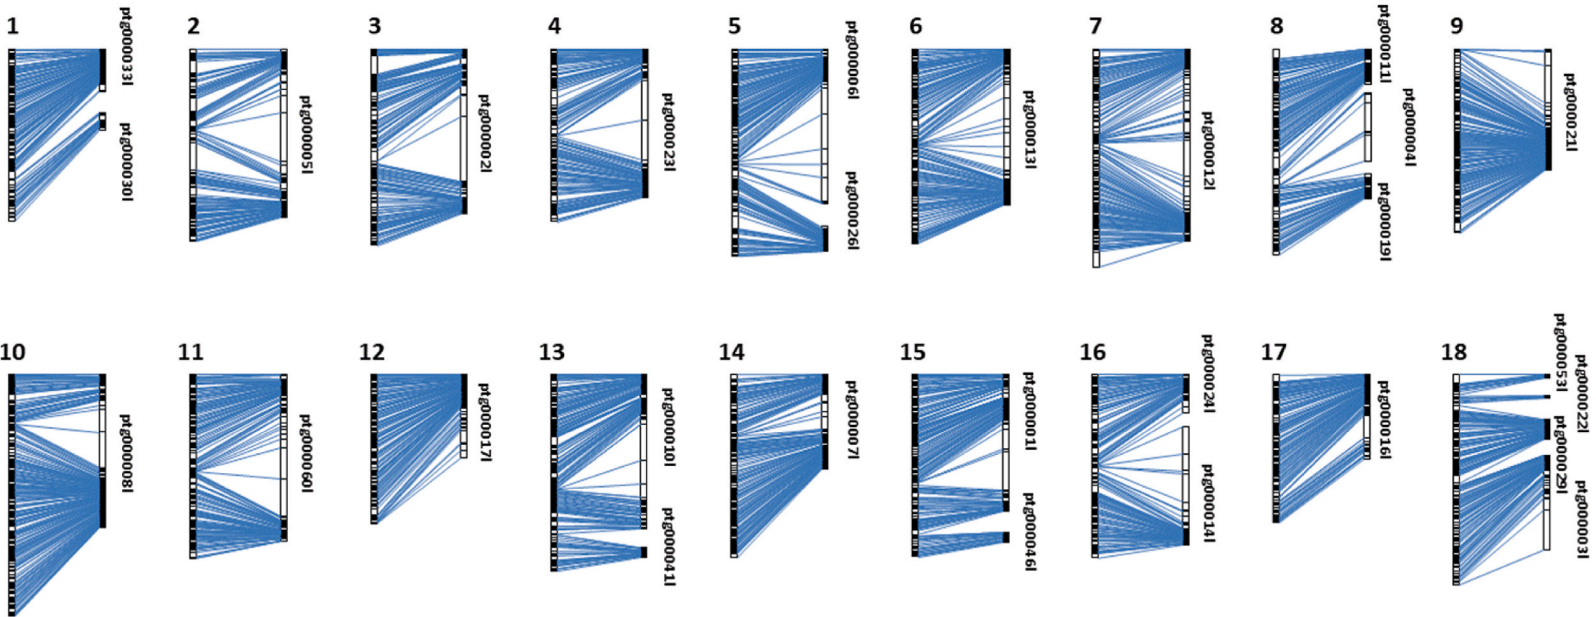 1 2 3 4 5 6 7 8 9
ptg000033l
ptg000030l
ptg000005l
ptg000002l
ptg000023l
ptg000006l
ptg000026l
ptg000013l
ptg000012l
ptg000011l
ptg000004l
ptg000019l
ptg000021l
10 11 12 13 14 15 16 17 18
ptg000008l
ptg000060l
ptg000017l
ptg000010l
ptg000041l
ptg000007l
ptg000001l
ptg000046l
ptg000024l
ptg000014l
ptg000016l
ptg000053l
ptg000022l
ptg000029l
ptg000003l